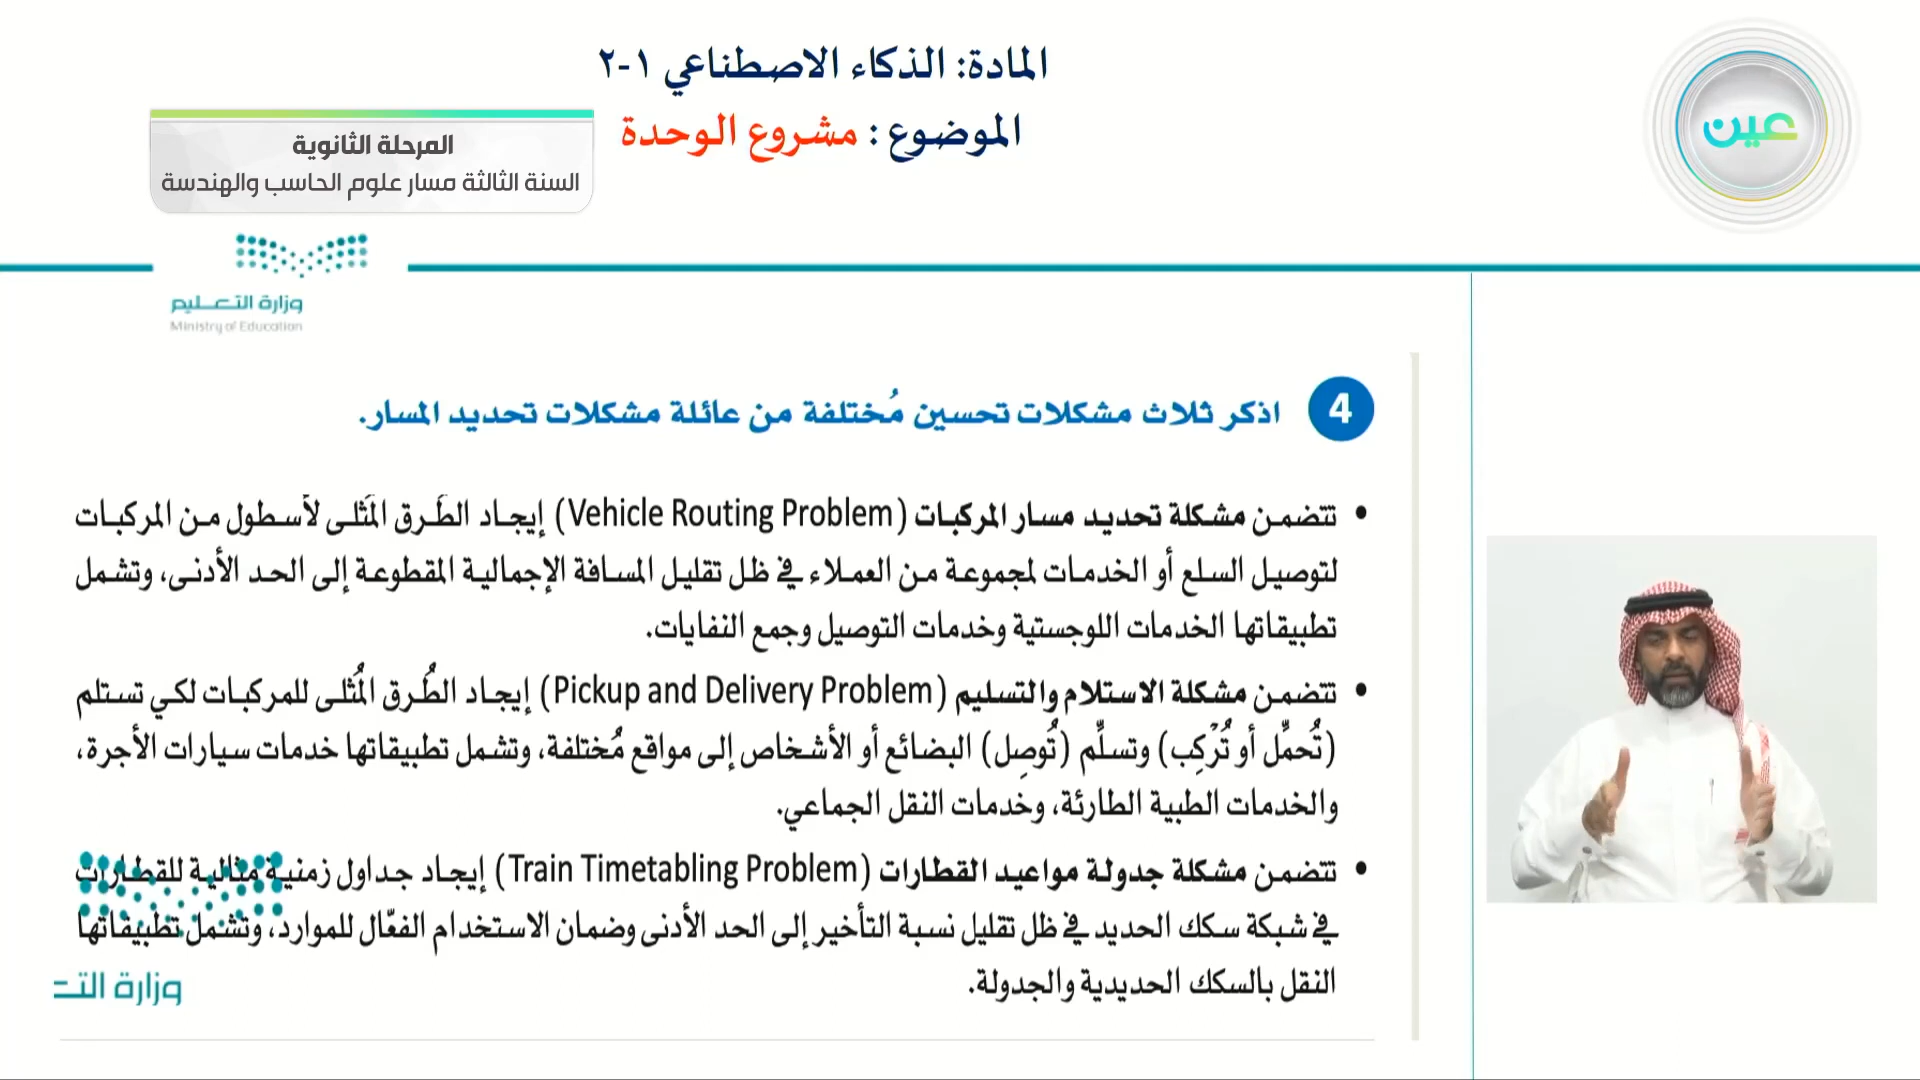 المادة: الذكاء الاصطناعي ١-٢
الموضوع : مشروع الوحدة
المرحلة الثانوية
السنة الثالثة مسار علوم الحاسب والهندسة
عين
وزارة التعليم
Ministry of Education
4 اذكر ثلاث مشكلات تحسين مُختلفة من عائلة مشكلات تحديد المسار.
• تتضمن مشكلة تحديد مسار المركبات (Vehicle Routing Problem) إيجاد الطَرق المَثلى لأسطول من المركبات
لتوصيل السلع أو الخدمات لمجموعة من العملاء في ظل تقليل المسافة الإجمالية المقطوعة إلى الحد الأدنى، وتشمل
تطبيقاتها الخدمات اللوجستية وخدمات التوصيل وجمع النفايات.
• تتضمن مشكلة الاستلام والتسليم (Pickup and Delivery Problem) إيجاد الطُرق المُثلى للمركبات لكي تستلم
(تُحمِّل أو تُرْكِب) وتسلِّم (تُوصِل) البضائع أو الأشخاص إلى مواقع مُختلفة، وتشمل تطبيقاتها خدمات سيارات الأجرة،
والخدمات الطبية الطارئة، وخدمات النقل الجماعي.
• تتضمن مشكلة جدولة مواعيد القطارات (Train Timetabling Problem) إيجاد جداول زمنية مثالية للقطارات
في شبكة سكك الحديد في ظل تقليل نسبة التأخير إلى الحد الأدنى وضمان الاستخدام الفعّال للموارد، وتشمل تطبيقاتها
النقل بالسكك الحديدية والجدولة.
وزارة التـ